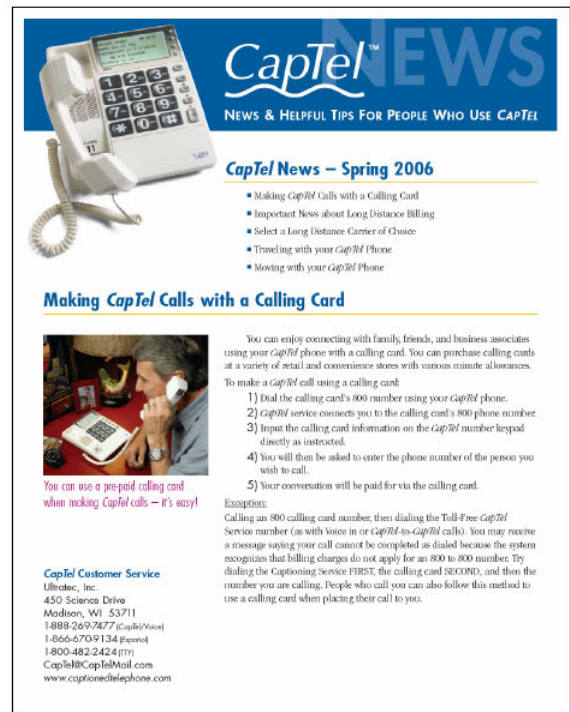 NEWS
CapTel™
NEWS & HELPFUL TIPS FOR PEOPLE WHO USE CAPTEL
CapTel News – Spring 2006
■ Making CapTel Calls with a Calling Card
■ Important News about Long Distance Billing
■ Select a Long Distance Carrier of Choice
■ Traveling with your CapTel Phone
■ Moving with your CapTel Phone
Making CapTel Calls with a Calling Card
You can enjoy connecting with family, friends, and business associates
using your CapTel phone with a calling card. You can purchase calling cards
at a variety of retail and convenience stores with various minute allowances.
To make a CapTel call using a calling card:
1) Dial the calling card's 800 number using your CapTel phone.
2) CapTel service connects you to the calling card's 800 phone number.
3) Input the calling card information on the CapTel number keypad
directly as instructed.
4) You will then be asked to enter the phone number of the person you
wish to call.
5) Your conversation will be paid for via the calling card.
Exception:
Calling an 800 calling card number, then dialing the Toll-Free CapTel
Service number (as with Voice in or CapTel-to-CapTel calls). You may receive
a message saying your call cannot be completed as dialed because the system
recognizes that billing charges do not apply for an 800 to 800 number. Try
dialing the Captioning Service FIRST, the calling card SECOND, and then the
number you are calling. People who call you can also follow this method to
use a calling card when placing their call to you.
You can use a pre-paid calling card
when making CapTel calls – it's easy!
CapTel Customer Service
Ultratec, Inc.
450 Science Drive
Madison, WI 53711
1-888-269-7477 (CapTel/Voice)
1-866-670-9134 (Español)
1-800-482-2424 (TTY)
CapTel@CapTelMail.com
www.captionedtelephone.com